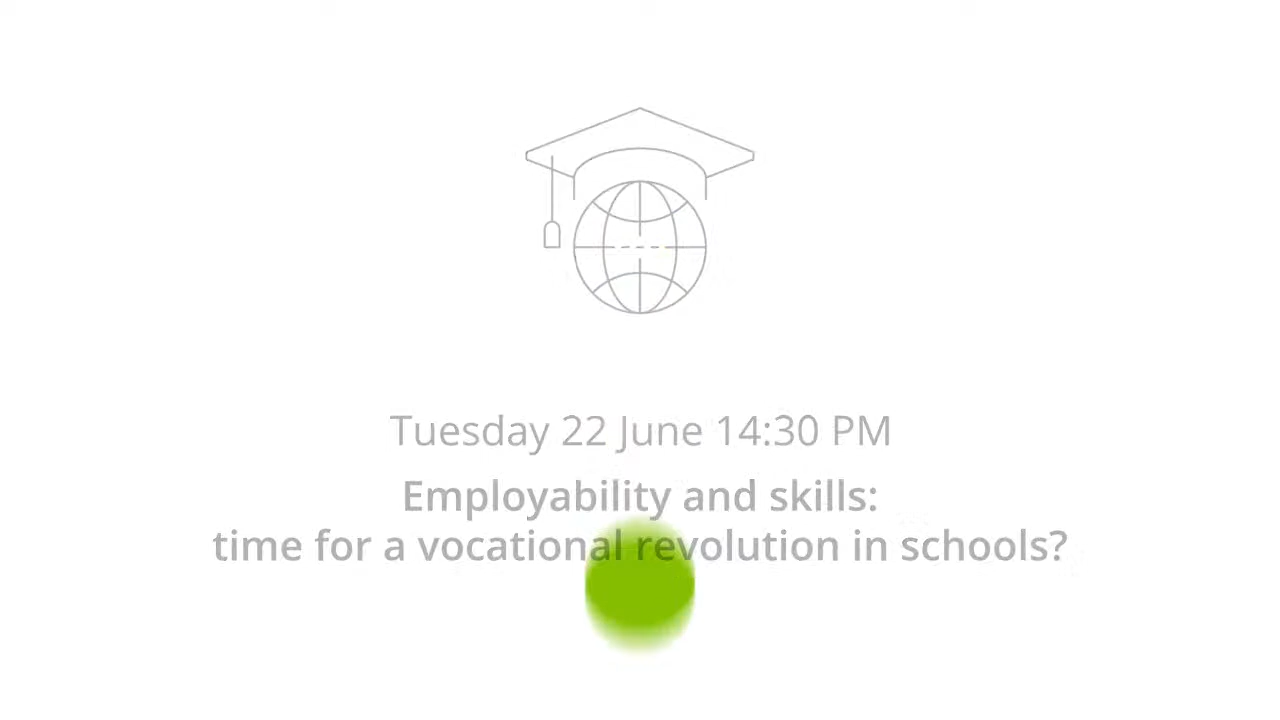 Tuesday 22 June 14:30 PM
Employability and skills:
time for a vocational revolution in schools?